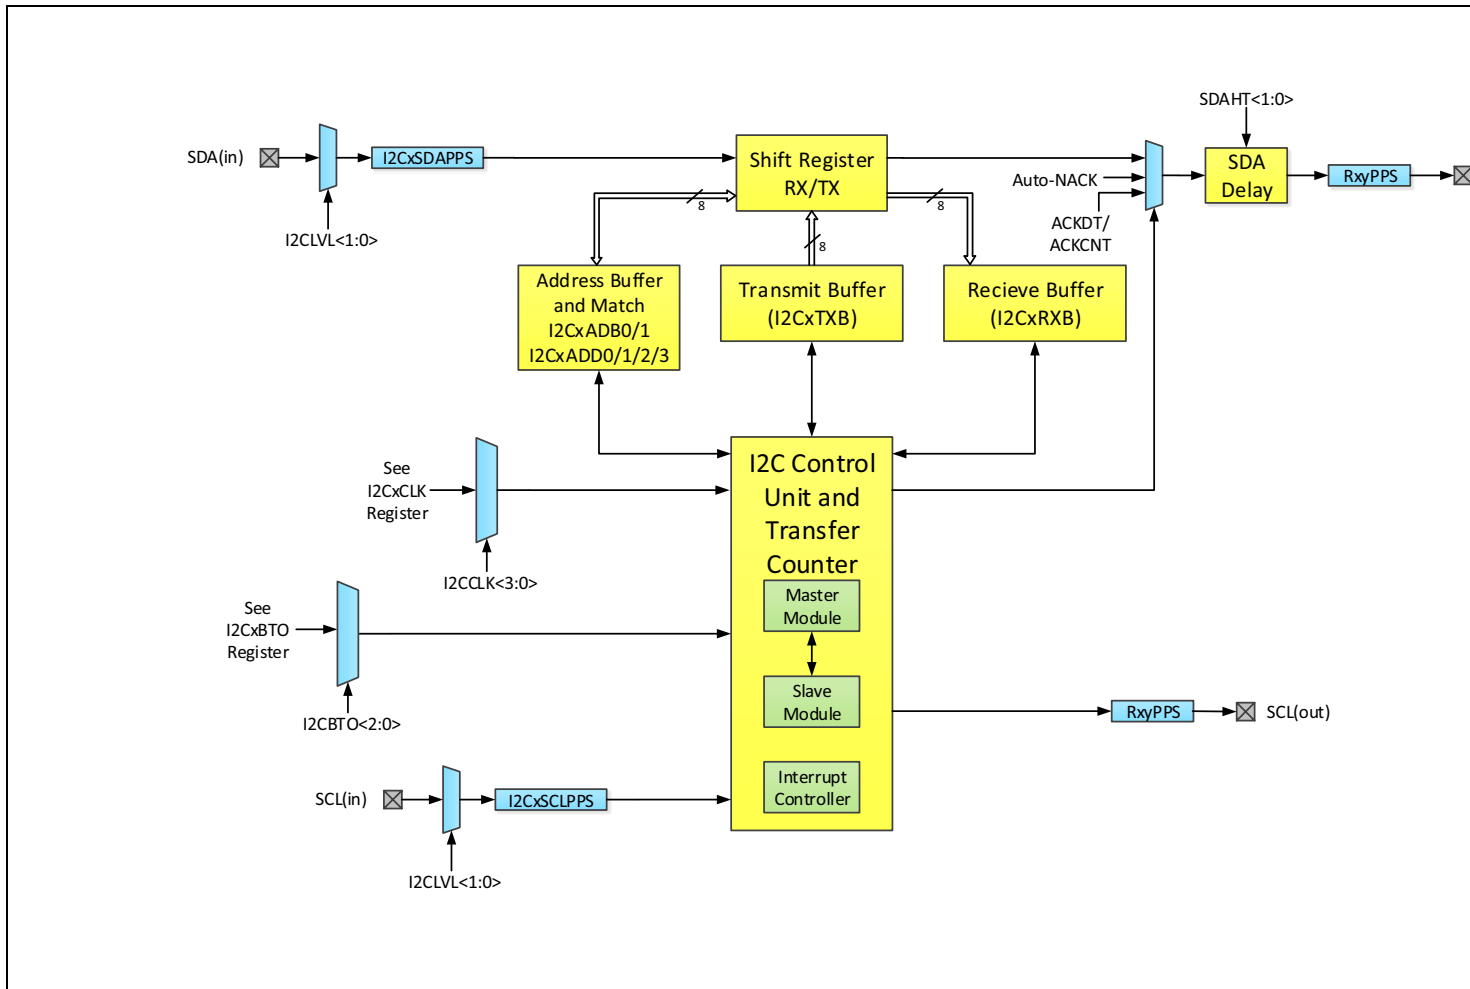 SDAHT<1:0>
SDA(in)
I2CxSDAPPS
Shift Register
RX/TX
Auto-NACK
ACKDT/
ACKCNT
SDA
Delay
RxyPPS
I2CLVL<1:0>
8
8
8
Address Buffer
and Match
I2CxADB0/1
I2CxADD0/1/2/3
Transmit Buffer
(I2CxTXB)
Recieve Buffer
(I2CxRXB)
See
I2CxCLK
Register
I2CCLK<3:0>
I2C Control
Unit and
Transfer
Counter
Master
Module
See
I2CxBTO
Register
I2CBTO<2:0>
Slave
Module
RxyPPS
SCL(out)
Interrupt
Controller
SCL(in)
I2CxSCLPPS
I2CLVL<1:0>